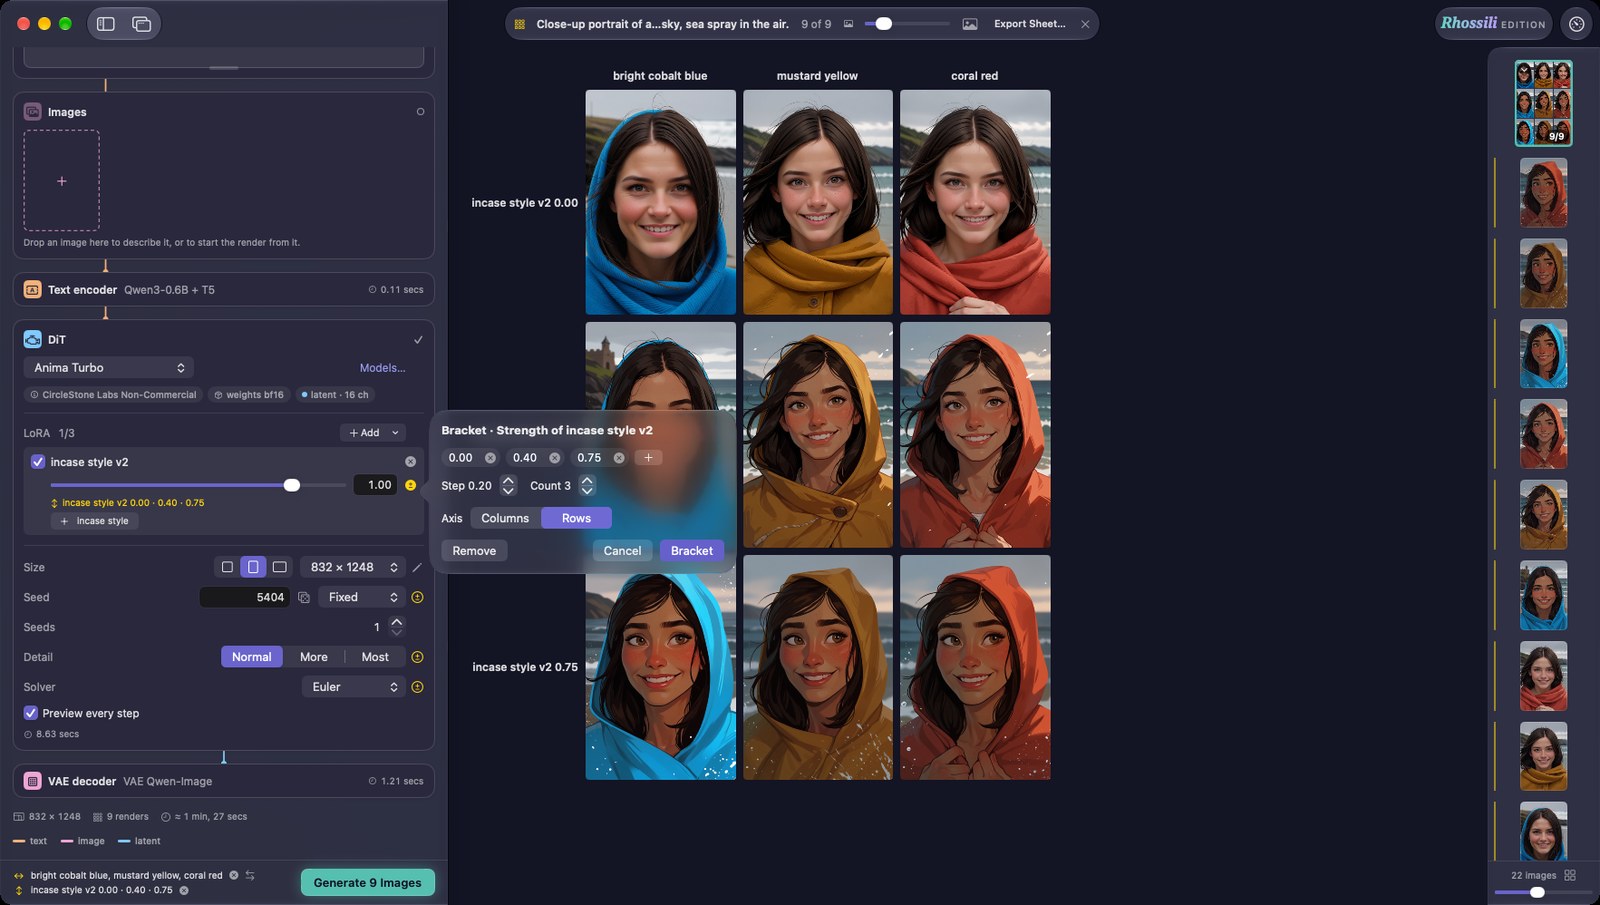 Close-up portrait of a...sky, sea spray in the air.
9 of 9
Export Sheet...
Rhossili EDITION
Images
Drop an image here to describe it, or to start the render from it.
Text encoder Qwen3-0.6B + T5
0.11 secs
DiT
Anima Turbo
Models...
CircleStone Labs Non-Commercial
weights bf16
latent · 16 ch
LoRA 1/3
+ Add
incase style v2
1.00
incase style v2 0.00 · 0.40 · 0.75
+ incase style
Size
832 × 1248
Seed
5404
Fixed
Seeds
1
Detail
Normal
More
Most
Solver
Euler
Preview every step
8.63 secs
VAE decoder VAE Qwen-Image
1.21 secs
832 × 1248
9 renders
≈ 1 min, 27 secs
text
image
latent
bright cobalt blue, mustard yellow, coral red
incase style v2 0.00 · 0.40 · 0.75
Generate 9 Images
bright cobalt blue
mustard yellow
coral red
incase style v2 0.00
incase style v2 0.75
Bracket · Strength of incase style v2
0.00
0.40
0.75
+
Step 0.20
Count 3
Axis
Columns
Rows
Remove
Cancel
Bracket
9/9
22 images